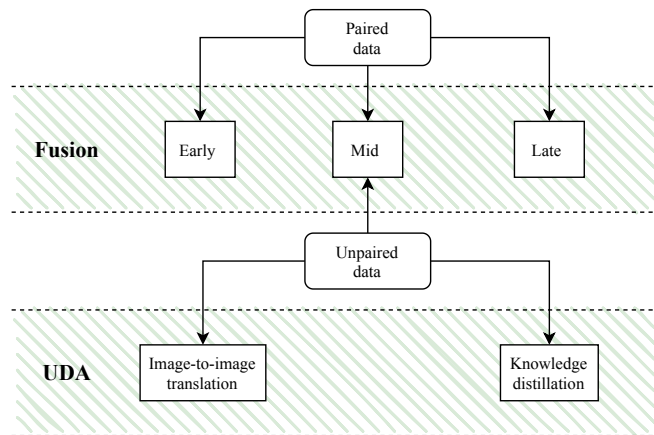 Paired
data
Fusion
Early
Mid
Late
Unpaired
data
UDA
Image-to-image
translation
Knowledge
distillation